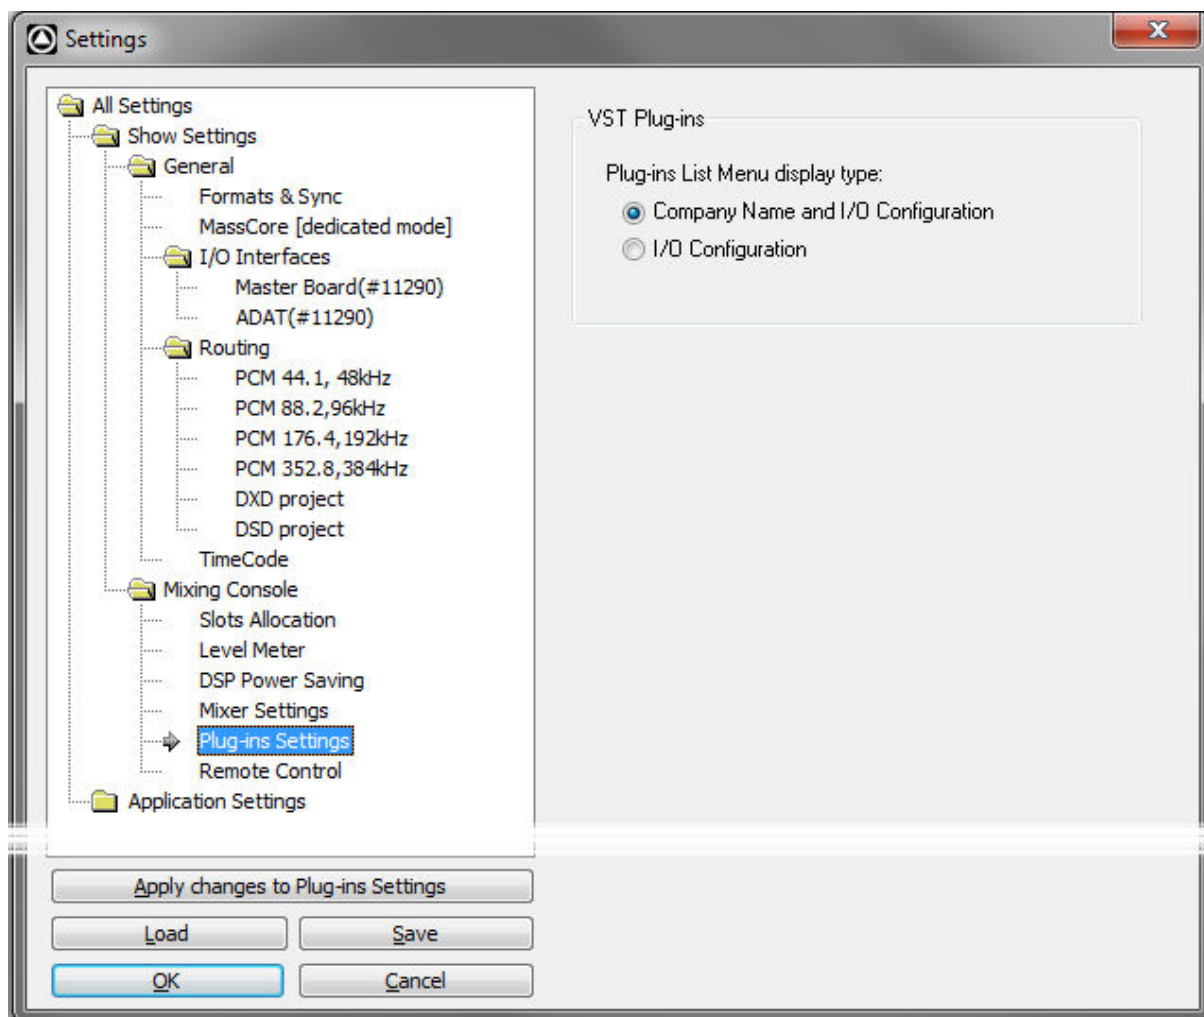 Settings
All Settings
Show Settings
General
Formats & Sync
MassCore [dedicated mode]
I/O Interfaces
Master Board(#11290)
ADAT(#11290)
Routing
PCM 44.1, 48kHz
PCM 88.2,96kHz
PCM 176.4,192kHz
PCM 352.8,384kHz
DXD project
DSD project
TimeCode
Mixing Console
Slots Allocation
Level Meter
DSP Power Saving
Mixer Settings
Plug-ins Settings
Remote Control
Application Settings
Apply changes to Plug-ins Settings
Load
Save
OK
Cancel
VST Plug-ins
Plug-ins List Menu display type:
Company Name and I/O Configuration
I/O Configuration